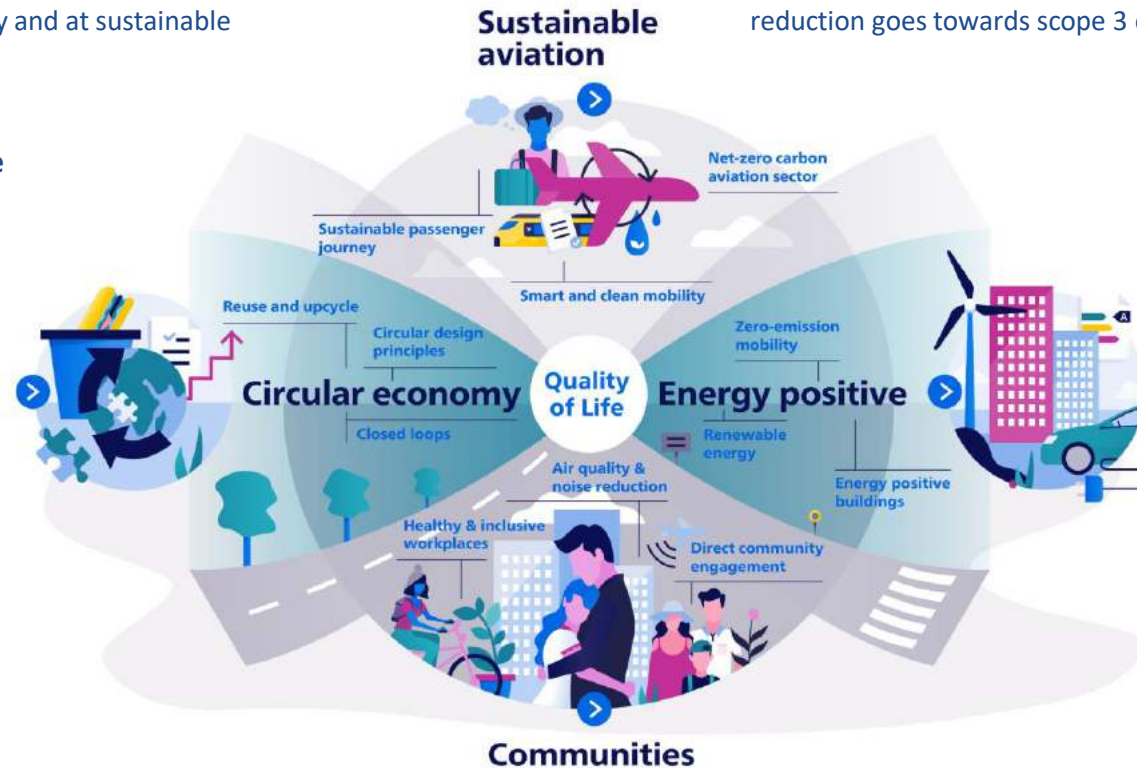 y and at sustainable
reduction goes towards scope 3
e
Sustainable
aviation
Net-zero carbon
aviation sector
Sustainable passenger
journey
Smart and clean mobility
Reuse and upcycle
Circular design
principles
Zero-emission
mobility
A
Circular economy
Quality
of Life
Energy positive
Closed loops
Renewable
energy
Air quality &
noise reduction
Energy positive
buildings
Healthy & inclusive
workplaces
Direct community
engagement
Communities